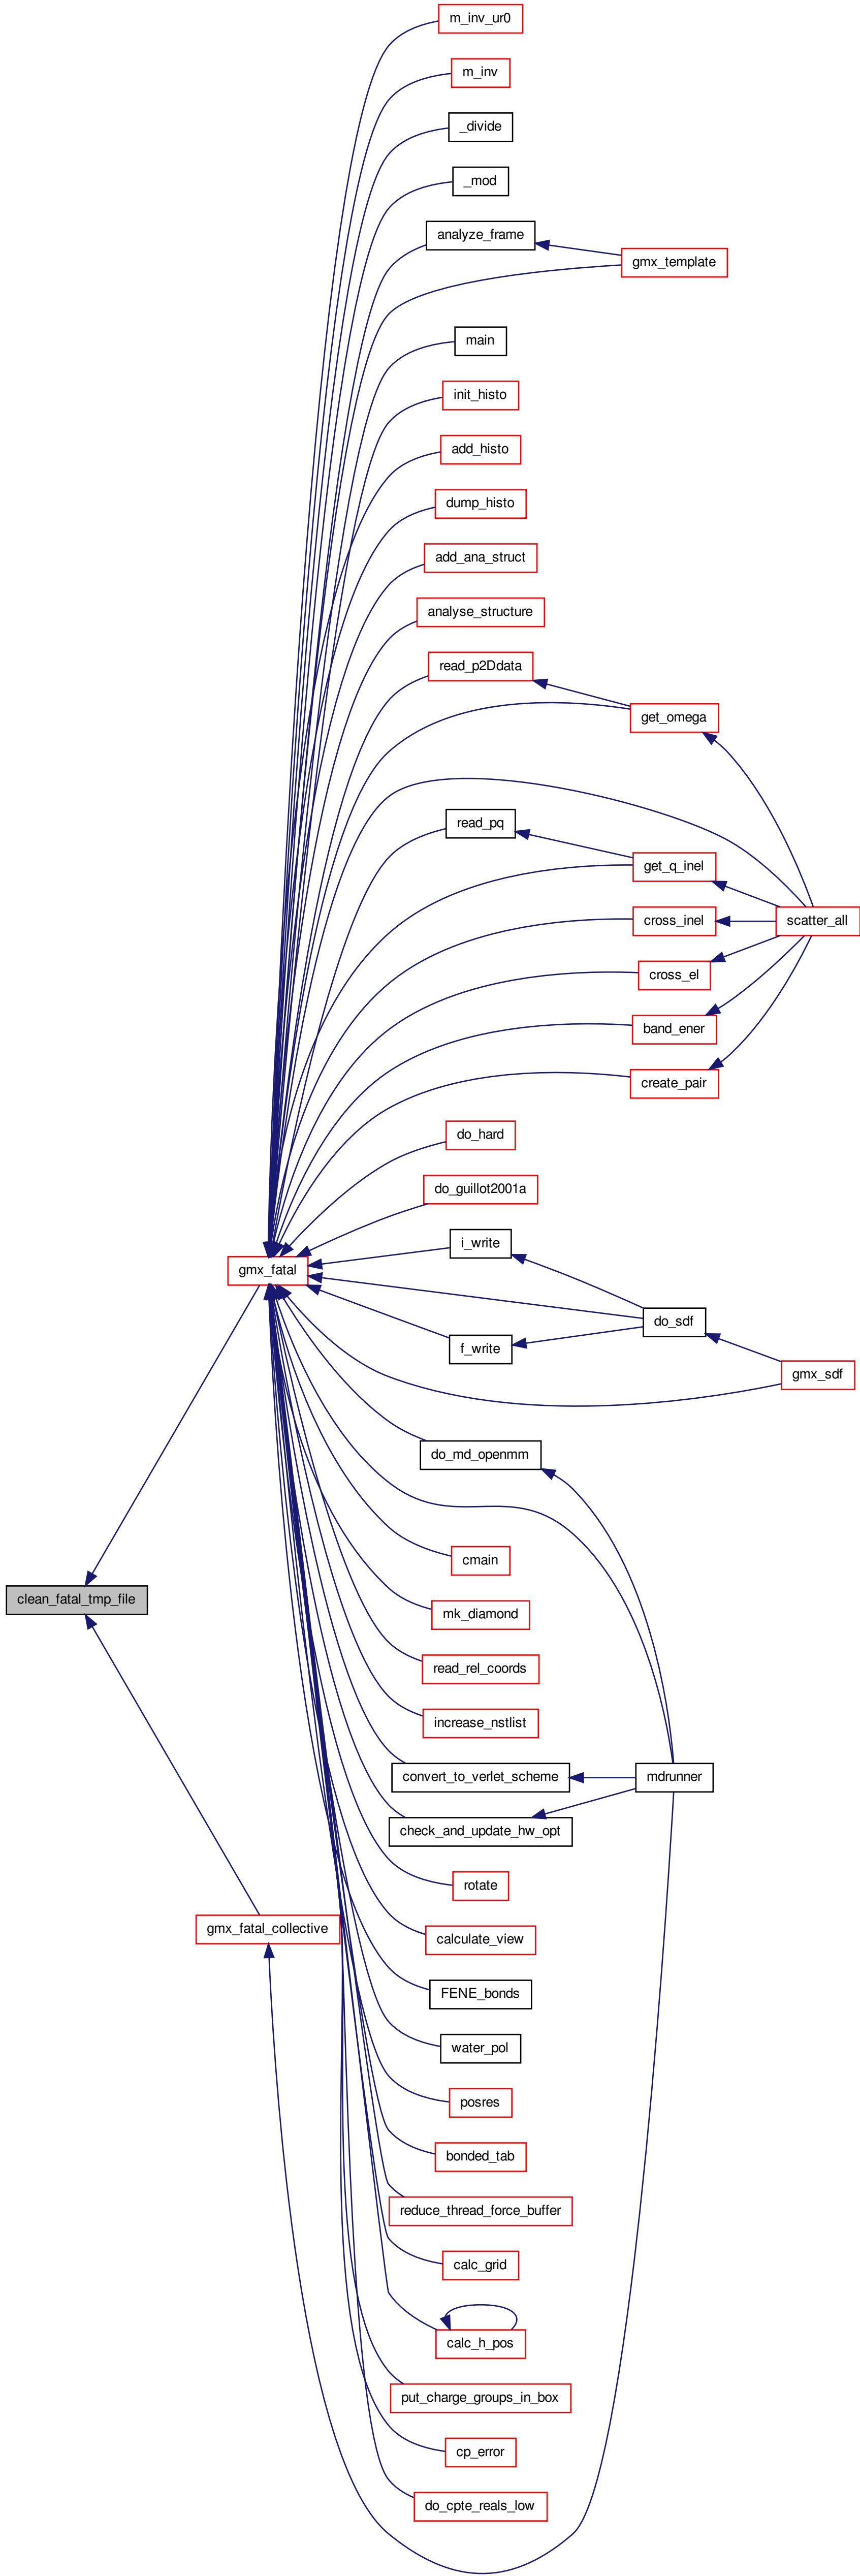 m_inv_ur0
m_inv
_divide
_mod
analyze_frame
gmx_template
main
init_histo
add_histo
dump_histo
add_ana_struct
analyse_structure
read_p2Ddata
get_omega
read_pq
get_q_inel
cross_inel
scatter_all
cross_el
band_ener
create_pair
do_hard
do_guillot2001a
i_write
gmx_fatal
do_sdf
f_write
gmx_sdf
do_md_openmm
cmain
clean_fatal_tmp_file
mk_diamond
read_rel_coords
increase_nstlist
convert_to_verlet_scheme
mdrunner
check_and_update_hw_opt
rotate
gmx_fatal_collective
calculate_view
FENE_bonds
water_pol
posres
bonded_tab
reduce_thread_force_buffer
calc_grid
calc_h_pos
put_charge_groups_in_box
cp_error
do_cpte_reals_low